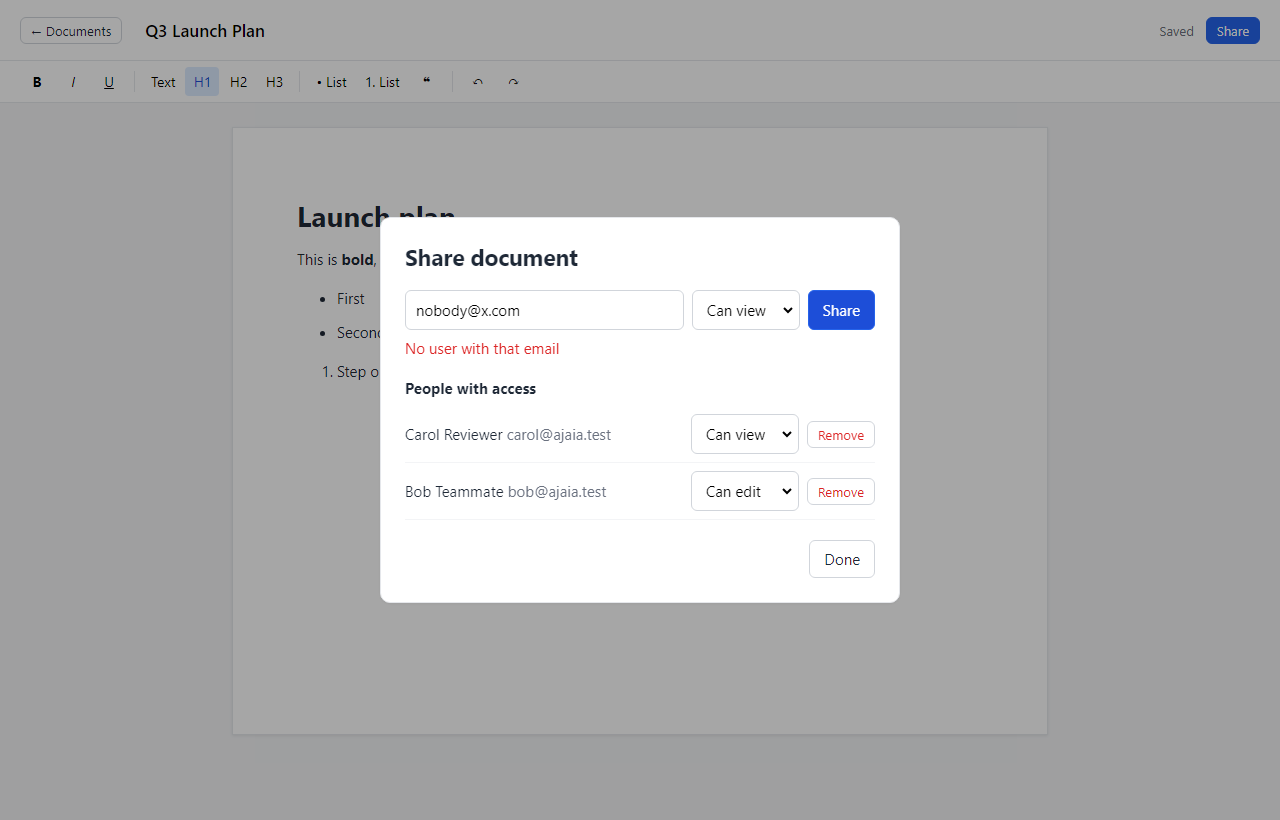 ← Documents Q3 Launch Plan Saved Share
B I U Text H1 H2 H3 • List 1. List ❝ ↶ ↷
Launch plan
This is bold,
• First
• Second
1. Step o
Share document
nobody@x.com Can view Share
No user with that email
People with access
Carol Reviewer carol@ajaia.test Can view Remove
Bob Teammate bob@ajaia.test Can edit Remove
Done